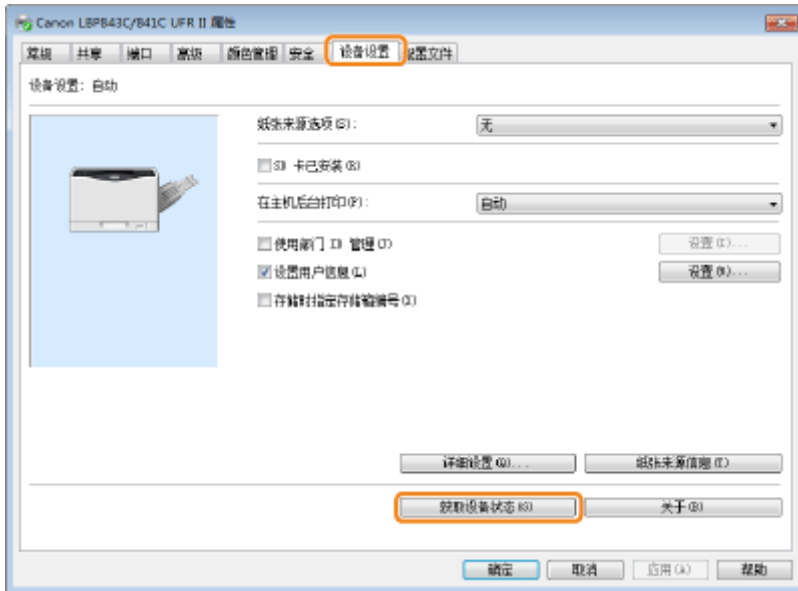 Canon LBP843C/841C UFR II 属性
常规 共享 端口 高级 颜色管理 安全 设备设置 配置文件
设备设置: 自动
纸张来源选项(S): 无
SD 卡已安装(R)
在主机后台打印(P): 自动
使用部门 ID 管理(J) 设置(E)...
设置用户信息(L) 设置(N)...
存储时指定存储箱编号(X)
详细设置(Q)... 纸张来源信息(T)
获取设备状态(G) 关于(B)
确定 取消 应用(A) 帮助